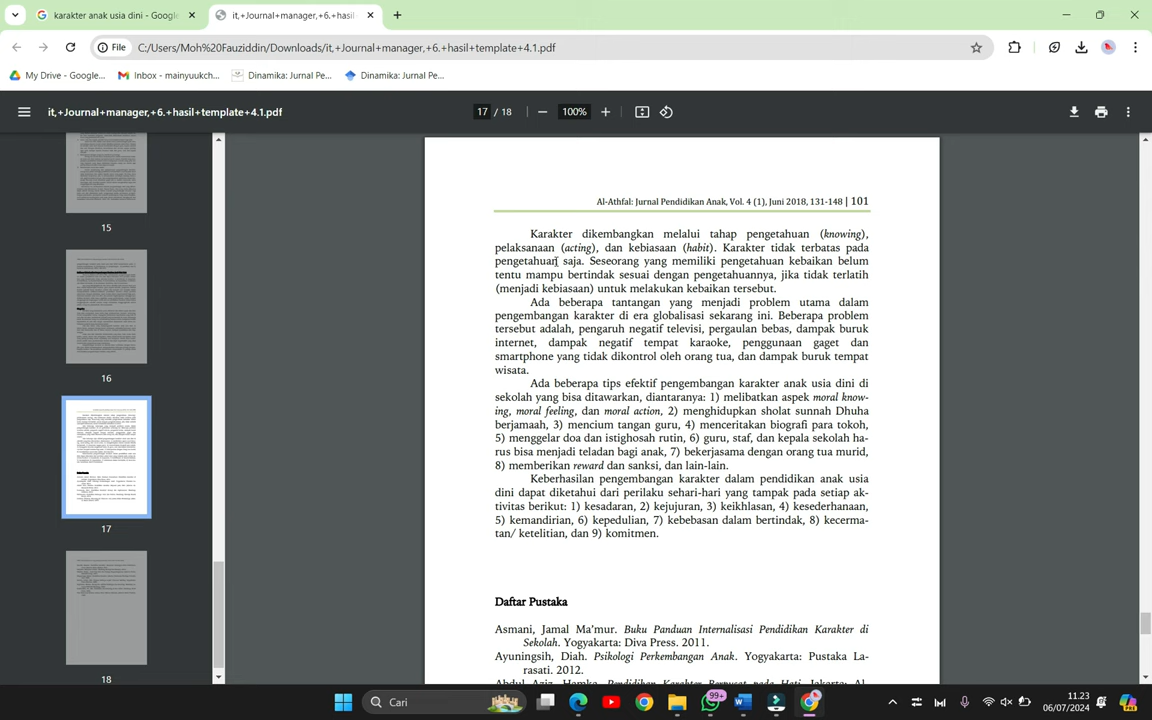 karakter anak usia dini - Google
it,+Journal+manager,+6.+hasil+
File
C:/Users/Moh%20Fauziddin/Downloads/it,+Journal+manager,+6.+hasil+template+4.1.pdf
My Drive - Google...
Inbox - mainyuukch...
Dinamika: Jurnal Pe...
Dinamika: Jurnal Pe...
it,+Journal+manager,+6.+hasil+template+4.1.pdf
17 / 18
100%
15
16
17
18
Al-Athfal: Jurnal Pendidikan Anak, Vol. 4 (1), Juni 2018, 131-148 | 101
Karakter dikembangkan melalui tahap pengetahuan (knowing),
pelaksanaan (acting), dan kebiasaan (habit). Karakter tidak terbatas pada
pengetahuan saja. Seseorang yang memiliki pengetahuan kebaikan belum
tentu mampu bertindak sesuai dengan pengetahuannya, jika tidak terlatih
(menjadi kebiasaan) untuk melakukan kebaikan tersebut.
Ada beberapa tantangan yang menjadi problem utama dalam
pengembangan karakter di era globalisasi sekarang ini. Beberapa problem
tersebut adalah, pengaruh negatif televisi, pergaulan bebas, dampak buruk
internet, dampak negatif tempat karaoke, penggunaan gaget dan
smartphone yang tidak dikontrol oleh orang tua, dan dampak buruk tempat
wisata.
Ada beberapa tips efektif pengembangan karakter anak usia dini di
sekolah yang bisa ditawarkan, diantaranya: 1) melibatkan aspek moral know-
ing, moral feeling, dan moral action, 2) menghidupkan sholat sunnah Dhuha
berjamaah, 3) mencium tangan guru, 4) menceritakan biografi para tokoh,
5) menggelar doa dan istighosah rutin, 6) guru, staf, dan kepala sekolah ha-
rus bisa menjadi teladan bagi anak, 7) bekerjasama dengan orang tua murid,
8) memberikan reward dan sanksi, dan lain-lain.
Keberhasilan pengembangan karakter dalam pendidikan anak usia
dini dapat diketahui dari perilaku sehari-hari yang tampak pada setiap ak-
tivitas berikut: 1) kesadaran, 2) kejujuran, 3) keikhlasan, 4) kesederhanaan,
5) kemandirian, 6) kepedulian, 7) kebebasan dalam bertindak, 8) kecerma-
tan/ ketelitian, dan 9) komitmen.
Daftar Pustaka
Asmani, Jamal Ma'mur. Buku Panduan Internalisasi Pendidikan Karakter di
Sekolah. Yogyakarta: Diva Press. 2011.
Ayuningsih, Diah. Psikologi Perkembangan Anak. Yogyakarta: Pustaka La-
rasati. 2012.
Abdul Aziz, Hamka. Pendidikan Karakter Berpusat pada Hati. Jakarta: Al-
Cari
99+
11.23
06/07/2024